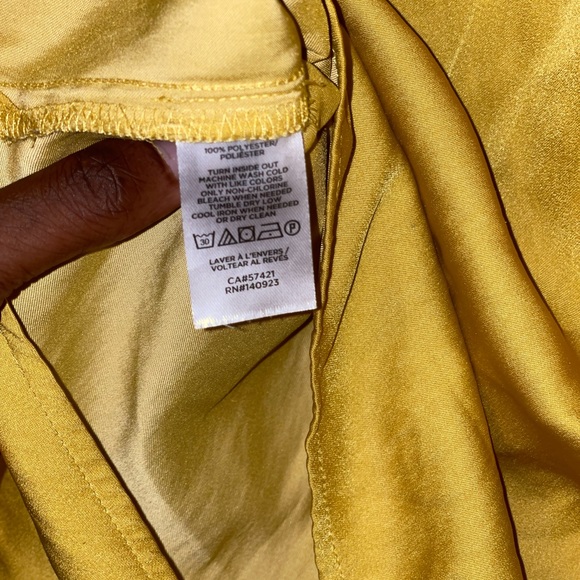 100% POLYESTER/
POLIÉSTER
TURN INSIDE OUT
MACHINE WASH COLD
WITH LIKE COLORS
ONLY NON-CHLORINE
BLEACH WHEN NEEDED
TUMBLE DRY LOW
COOL IRON WHEN NEEDED
OR DRY CLEAN
30 P
LAVER À L'ENVERS/
VOLTEAR AL REVÉS
CA#57421
RN#140923